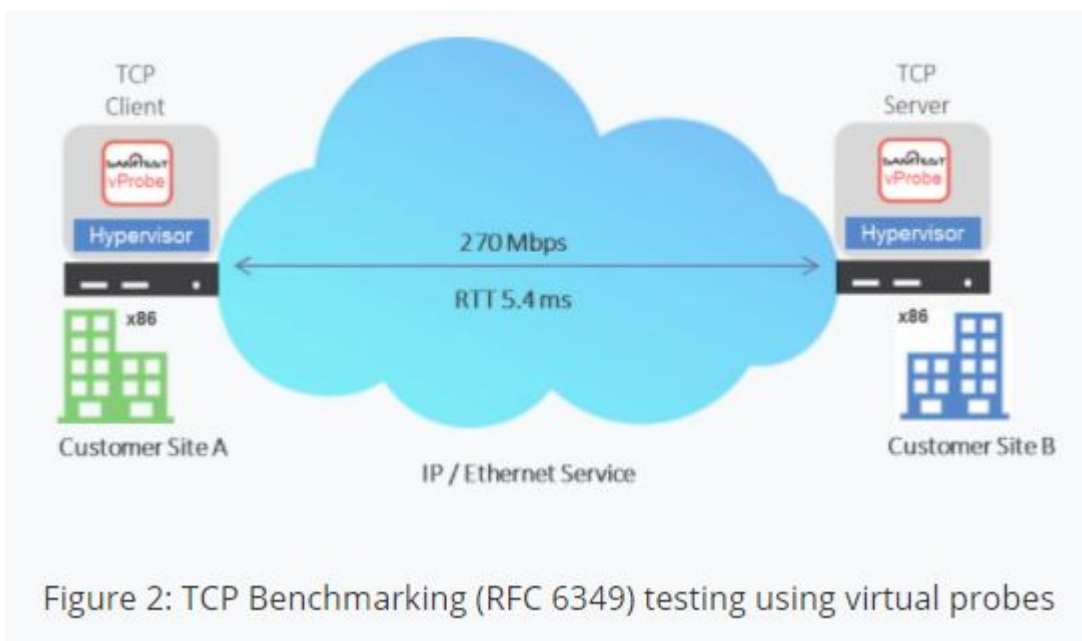 TCP
Client
TCP
Server
vProbe
vProbe
Hypervisor
Hypervisor
270 Mbps
RTT 5.4 ms
x86
x86
Customer Site A
Customer Site B
IP / Ethernet Service
Figure 2: TCP Benchmarking (RFC 6349) testing using virtual probes